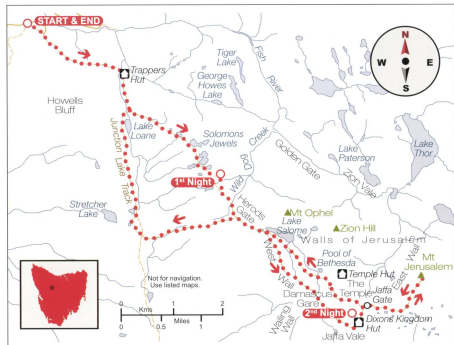 START & END
N
W
E
S
Trappers
Hut
Tiger
Lake
Fish
River
George
Howes
Lake
Howells
Bluff
Junction Lake Track
Lake
Loane
Solomons
Jewels
Wild
Dog
Creek
Golden Gate
Lake
Paterson
Lake
Thor
Zion Vale
1st Night
Stretcher
Lake
Herods
Gate
Mt Ophel
Lake
Salome
Zion Hill
Walls of Jerusalem
West
Wall
Pool of
Bethesda
Temple Hut
The
Temple
East Wall
Mt
Jerusalem
Jaffa
Gate
Damascus
Gare
Wailing
Wall
2nd Night
Dixons Kingdom
Hut
Jaffa Vale
Not for navigation.
Use listed maps.
0 1 2
Kms
Miles
0.5 1